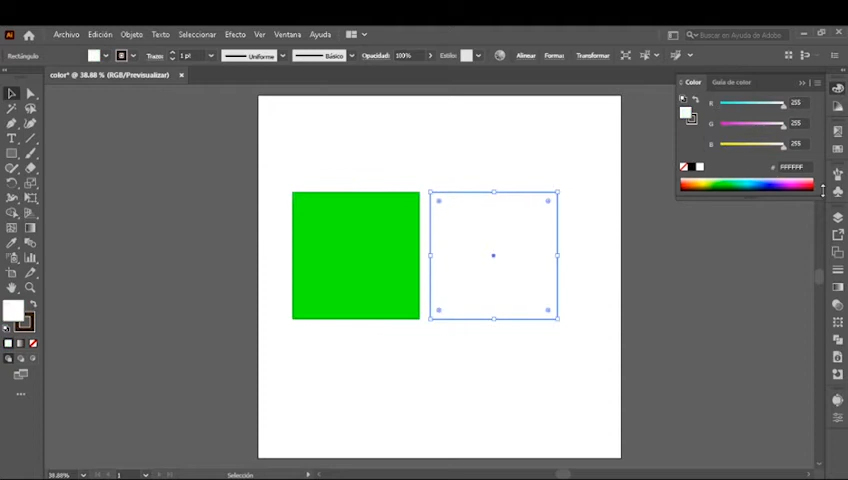 Ai Archivo Edición Objeto Texto Seleccionar Efecto Ver Ventana Ayuda Buscar en Ayuda de Adobe
Rectángulo Trazo: 1 pt Uniforme Básico Opacidad: 100% Estilo: Alinear Forma: Transformar
color* @ 38.88 % (RGB/Previsualizar)
Color Guía de color
R 255
G 255
B 255
# FFFFFF
38.88% 1 Selección